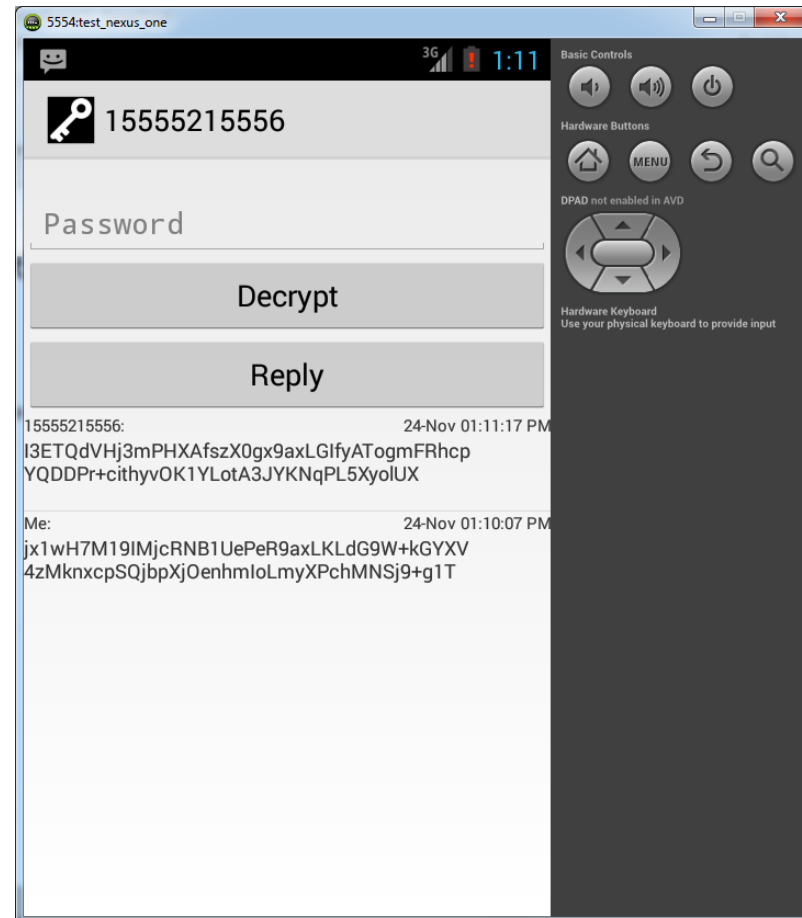 5554:test_nexus_one
3G 1:11
Basic Controls
15555215556
Hardware Buttons
MENU
DPAD not enabled in AVD
Password
Hardware Keyboard
Use your physical keyboard to provide input
Decrypt
Reply
15555215556: 24-Nov 01:11:17 PM
I3ETQdVHj3mPHXAfszX0gx9axLGIfyATogmFRhcp
YQDDPr+cithyvOK1YLotA3JYKNqPL5XyolUX
Me: 24-Nov 01:10:07 PM
jx1wH7M19IMjcRNB1UePeR9axLKLdG9W+kGYXV
4zMknxcpSQjbpXjOenhmIoLmyXPchMNSj9+g1T